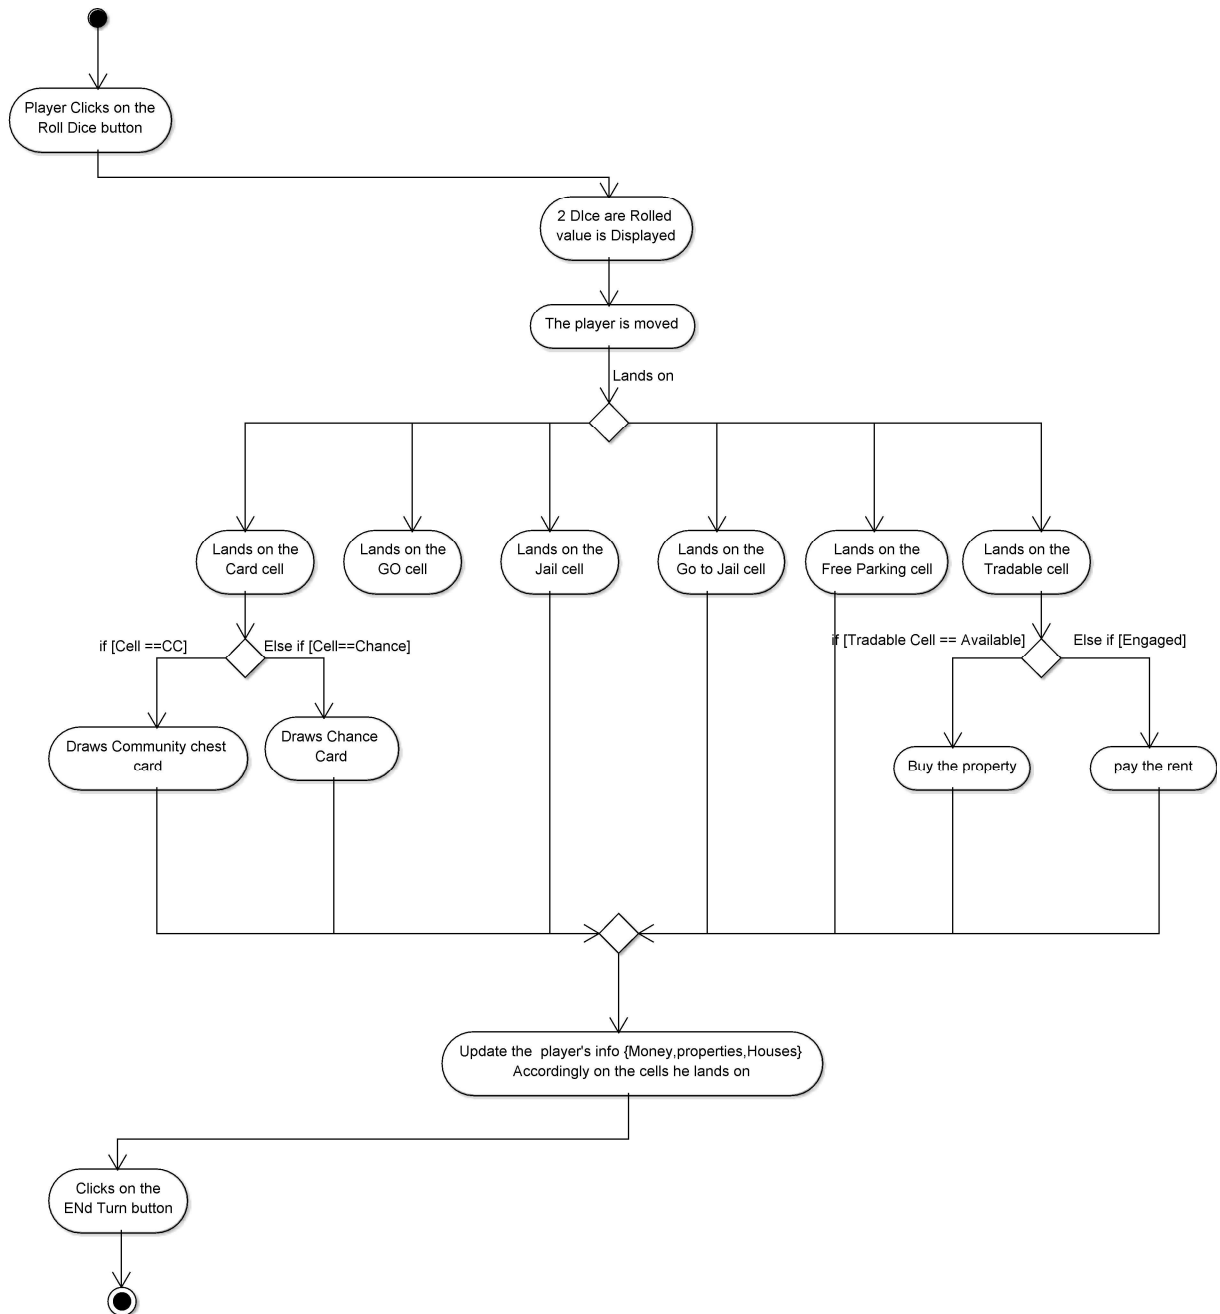 Player Clicks on the
Roll Dice button
2 DIce are Rolled
value is Displayed
The player is moved
Lands on
Lands on the
Card cell
Lands on the
GO cell
Lands on the
Jail cell
Lands on the
Go to Jail cell
Lands on the
Free Parking cell
Lands on the
Tradable cell
if [Cell ==CC]
Else if [Cell==Chance]
if [Tradable Cell == Available]
Else if [Engaged]
Draws Community chest
card
Draws Chance
Card
Buy the property
pay the rent
Update the  player's info {Money,properties,Houses}
Accordingly on the cells he lands on
Clicks on the
ENd Turn button